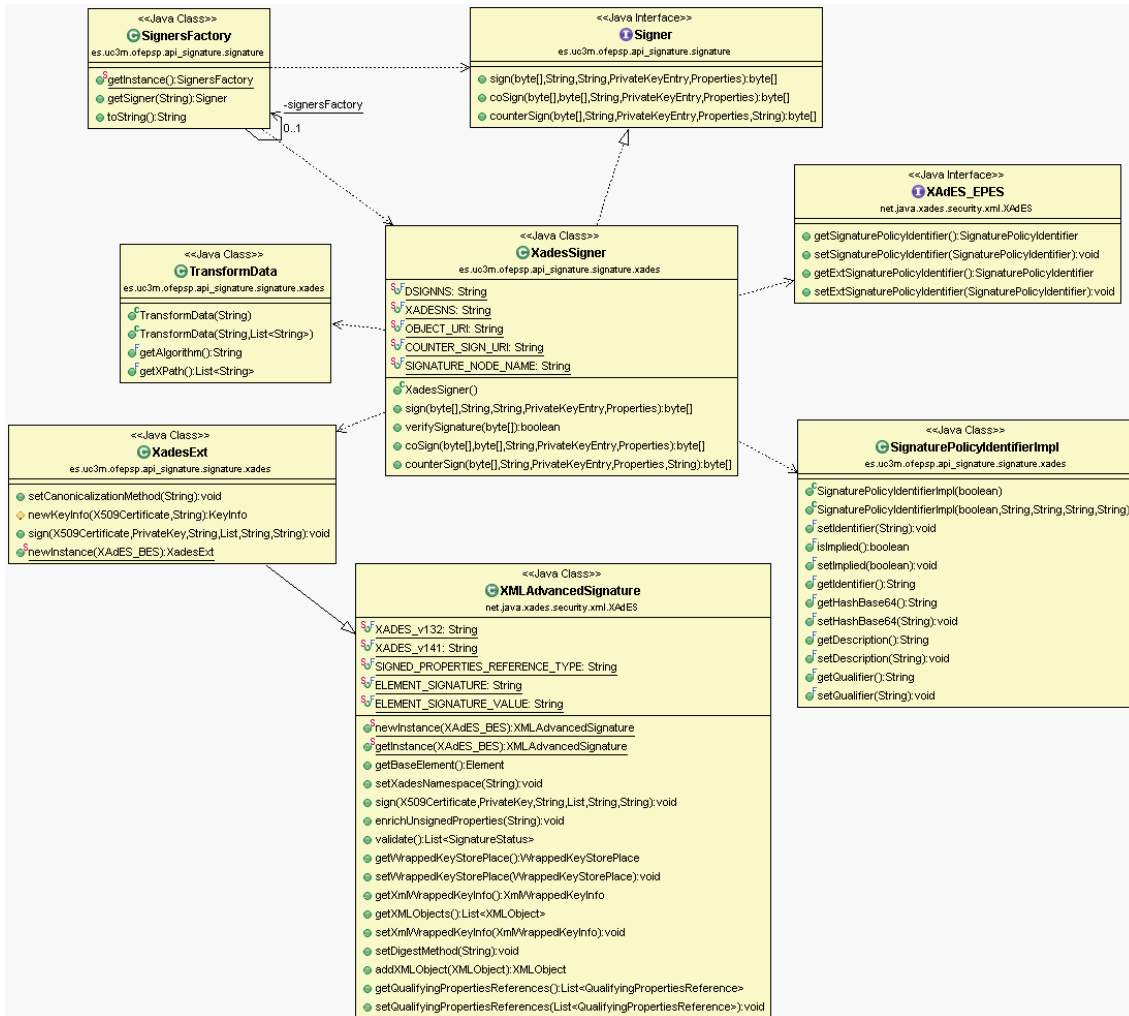 <<Java Class>>
SignersFactory
es.uc3m.ofepsp.api_signature.signature
getInstance():SignersFactory
getSigner(String):Signer
toString():String
-signersFactory
0..1
<<Java Interface>>
Signer
es.uc3m.ofepsp.api_signature.signature
sign(byte[],String,String,PrivateKeyEntry,Properties):byte[]
coSign(byte[],byte[],String,PrivateKeyEntry,Properties):byte[]
counterSign(byte[],String,PrivateKeyEntry,Properties,String):byte[]
<<Java Interface>>
XAdES_EPES
net.java.xades.security.xml.XAdES
getSignaturePolicyIdentifier():SignaturePolicyIdentifier
setSignaturePolicyIdentifier(SignaturePolicyIdentifier):void
getExtSignaturePolicyIdentifier():SignaturePolicyIdentifier
setExtSignaturePolicyIdentifier(SignaturePolicyIdentifier):void
<<Java Class>>
TransformData
es.uc3m.ofepsp.api_signature.signature.xades
TransformData(String)
TransformData(String,List<String>)
getAlgorithm():String
getXPath():List<String>
<<Java Class>>
XadesSigner
es.uc3m.ofepsp.api_signature.signature.xades
DSIGNNS: String
XADESNS: String
OBJECT_URI: String
COUNTER_SIGN_URI: String
SIGNATURE_NODE_NAME: String
XadesSigner()
sign(byte[],String,String,PrivateKeyEntry,Properties):byte[]
verifySignature(byte[]):boolean
coSign(byte[],byte[],String,PrivateKeyEntry,Properties):byte[]
counterSign(byte[],String,PrivateKeyEntry,Properties,String):byte[]
<<Java Class>>
XadesExt
es.uc3m.ofepsp.api_signature.signature.xades
setCanonicalizationMethod(String):void
newKeyInfo(X509Certificate,String):KeyInfo
sign(X509Certificate,PrivateKey,String,List,String,String):void
newInstance(XAdES_BES):XadesExt
<<Java Class>>
SignaturePolicyIdentifierImpl
es.uc3m.ofepsp.api_signature.signature.xades
SignaturePolicyIdentifierImpl(boolean)
SignaturePolicyIdentifierImpl(boolean,String,String,String,String)
setIdentifier(String):void
isImplied():boolean
setImplied(boolean):void
getIdentifier():String
getHashBase64():String
setHashBase64(String):void
getDescription():String
setDescription(String):void
getQualifier():String
setQualifier(String):void
<<Java Class>>
XMLAdvancedSignature
net.java.xades.security.xml.XAdES
XADES_v132: String
XADES_v141: String
SIGNED_PROPERTIES_REFERENCE_TYPE: String
ELEMENT_SIGNATURE: String
ELEMENT_SIGNATURE_VALUE: String
newInstance(XAdES_BES):XMLAdvancedSignature
getInstance(XAdES_BES):XMLAdvancedSignature
getBaseElement():Element
setXadesNamespace(String):void
sign(X509Certificate,PrivateKey,String,List,String,String):void
enrichUnsignedProperties(String):void
validate():List<SignatureStatus>
getWrappedKeyStorePlace():WrappedKeyStorePlace
setWrappedKeyStorePlace(WrappedKeyStorePlace):void
getXmlWrappedKeyInfo():XmlWrappedKeyInfo
getXMLObjects():List<XMLObject>
setXmlWrappedKeyInfo(XmlWrappedKeyInfo):void
setDigestMethod(String):void
addXMLObject(XMLObject):XMLObject
getQualifyingPropertiesReferences():List<QualifyingPropertiesReference>
setQualifyingPropertiesReferences(List<QualifyingPropertiesReference>):void